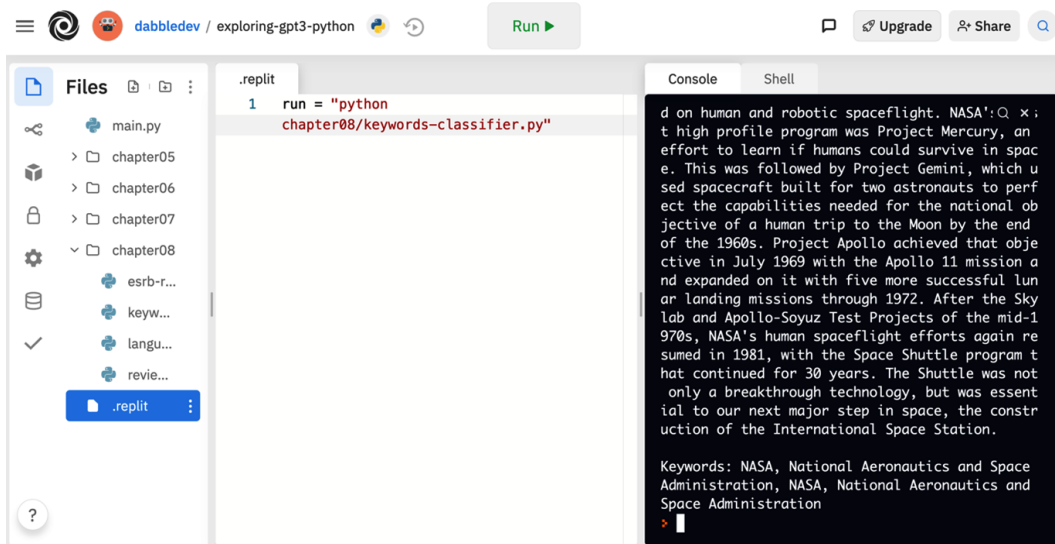 dabbledev / exploring-gpt3-python
Run
Upgrade
Share
Files
main.py
chapter05
chapter06
chapter07
chapter08
esrb-r...
keyw...
langu...
revie...
.replit
?
.replit
1 run = "python
chapter08/keywords-classifier.py"
Console
Shell
d on human and robotic spaceflight. NASA's
t high profile program was Project Mercury, an
effort to learn if humans could survive in spac
e. This was followed by Project Gemini, which u
sed spacecraft built for two astronauts to perf
ect the capabilities needed for the national ob
jective of a human trip to the Moon by the end
of the 1960s. Project Apollo achieved that obje
ctive in July 1969 with the Apollo 11 mission a
nd expanded on it with five more successful lun
ar landing missions through 1972. After the Sky
lab and Apollo-Soyuz Test Projects of the mid-1
970s, NASA's human spaceflight efforts again re
sumed in 1981, with the Space Shuttle program t
hat continued for 30 years. The Shuttle was not
only a breakthrough technology, but was essent
ial to our next major step in space, the constr
uction of the International Space Station.
Keywords: NASA, National Aeronautics and Space
Administration, NASA, National Aeronautics and
Space Administration